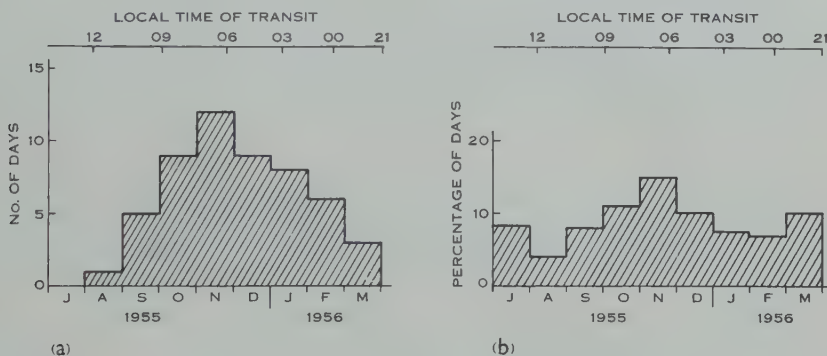 LOCAL TIME OF TRANSIT
12 09 06 03 00 21
15
10
5
0
No. OF DAYS
J A S O N D J F M
1955 1956
(a)
LOCAL TIME OF TRANSIT
12 09 06 03 00 21
20
10
0
PERCENTAGE OF DAYS
J A S O N D J F M
1955 1956
(b)